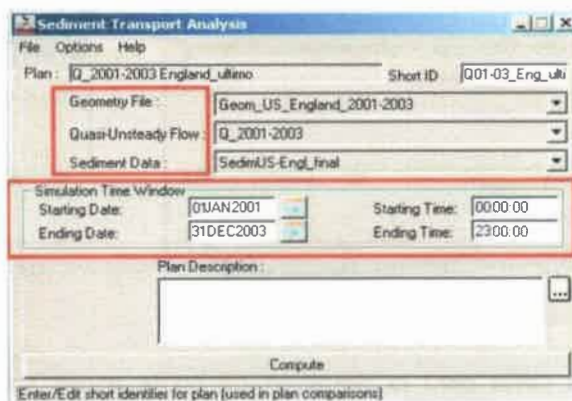 Sediment Transport Analysis
File Options Help
Plan : Q_2001-2003 England_ultimo Short ID Q01-03_Eng_ulti
Geometry File : Geom_US_England_2001-2003
Quasi-Unsteady Flow : Q_2001-2003
Sediment Data : SedimUS-Engl_final
Simulation Time Window
Starting Date: 01JAN2001 Starting Time: 00:00:00
Ending Date: 31DEC2003 Ending Time: 23:00:00
Plan Description :
...
Compute
Enter/Edit short identifier for plan (used in plan comparisons)